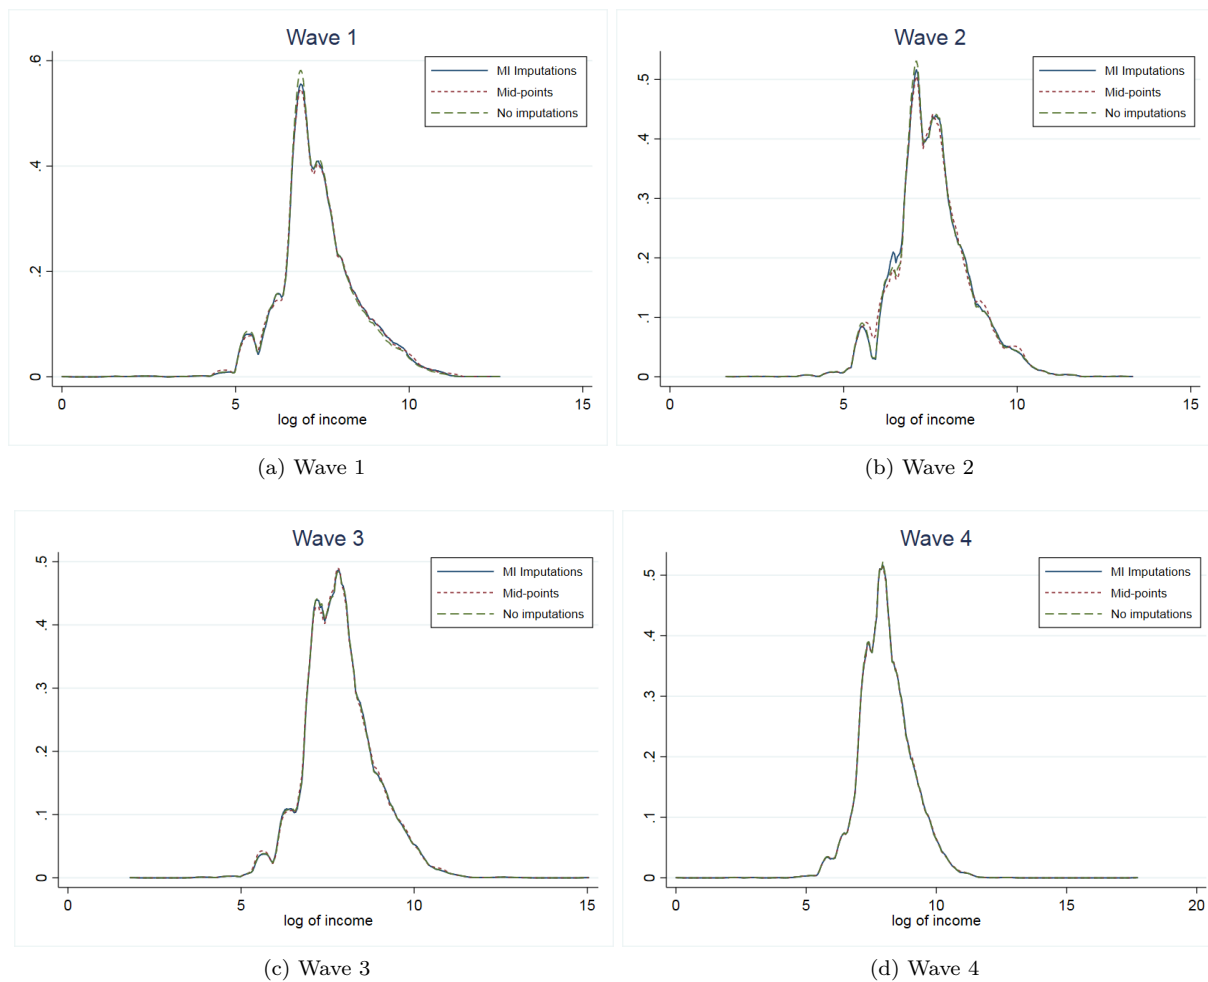 Wave 1
MI Imputations
Mid-points
No imputations
.6
.4
.2
0
0 5 10 15
log of income
(a) Wave 1
Wave 2
MI Imputations
Mid-points
No imputations
.5
.4
.3
.2
.1
0
0 5 10 15
log of income
(b) Wave 2
Wave 3
MI Imputations
Mid-points
No imputations
.5
.4
.3
.2
.1
0
0 5 10 15
log of income
(c) Wave 3
Wave 4
MI Imputations
Mid-points
No imputations
.5
.4
.3
.2
.1
0
0 5 10 15 20
log of income
(d) Wave 4